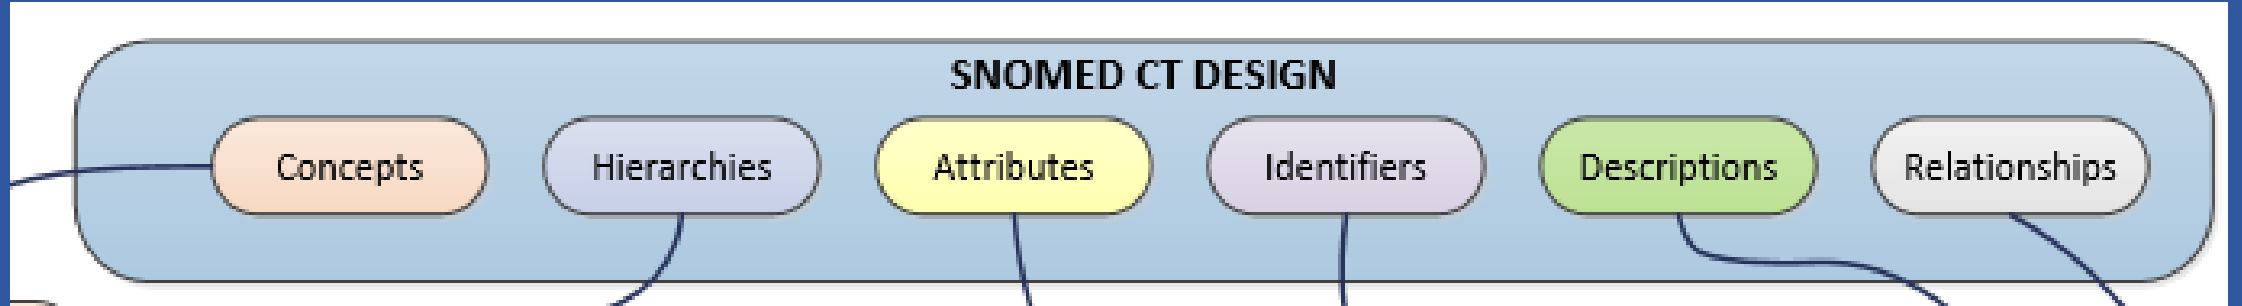 SNOMED CT DESIGN
Concepts Hierarchies Attributes Identifiers Descriptions Relationships